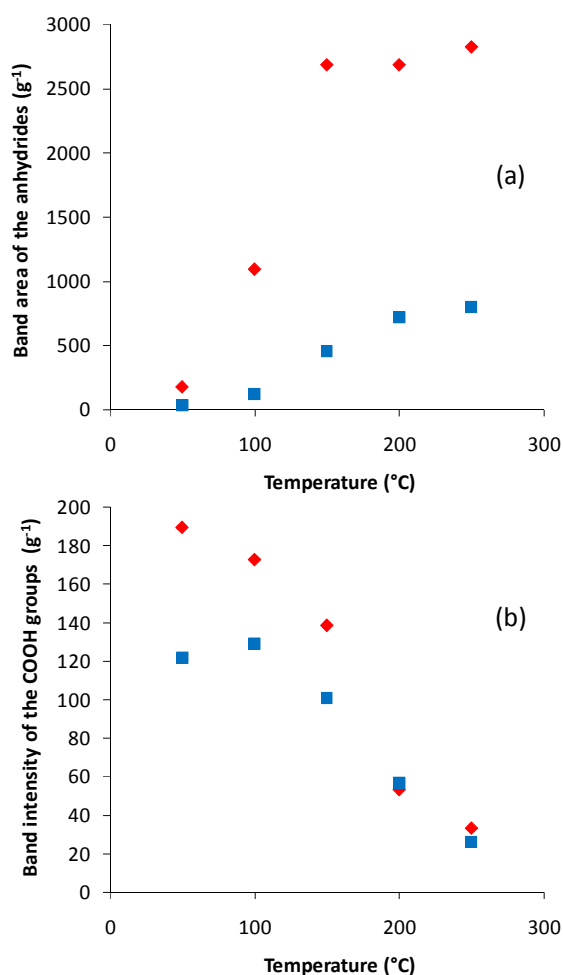 Band area of the anhydrides (g⁻¹)
3000
2500
2000
1500
1000
500
0
(a)
0 100 200 300
Temperature (°C)
Band intensity of the COOH groups (g⁻¹)
200
180
160
140
120
100
80
60
40
20
0
(b)
0 100 200 300
Temperature (°C)